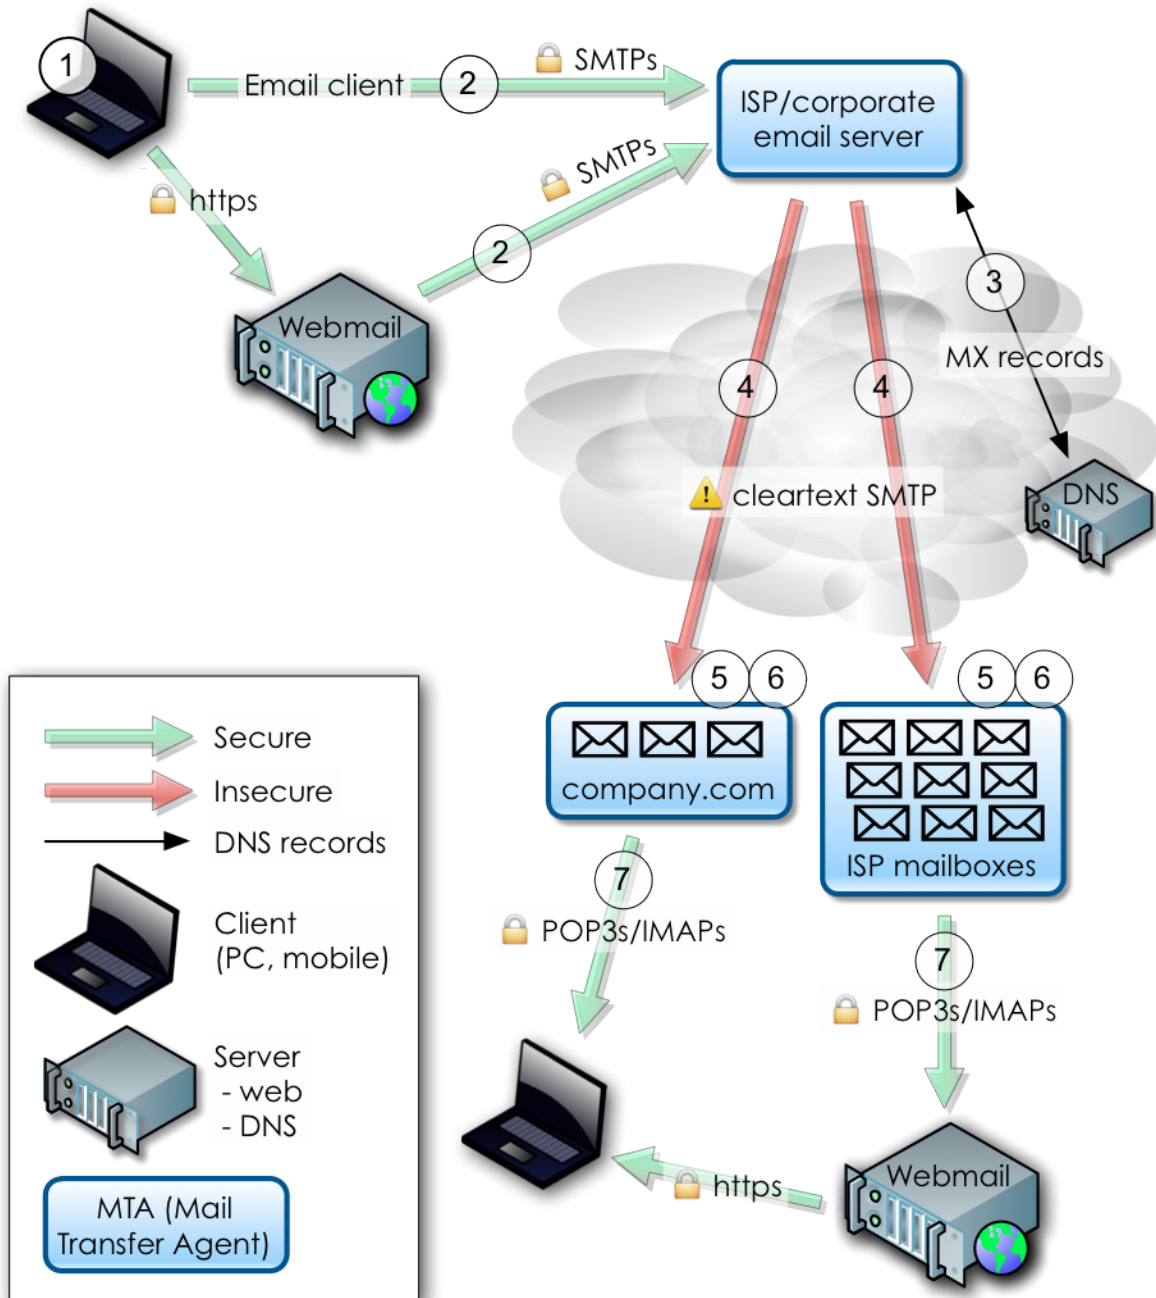 1
Email client
2
SMTPs
ISP/corporate
email server
https
SMTPs
2
Webmail
3
MX records
4
4
cleartext SMTP
DNS
5
6
5
6
company.com
ISP mailboxes
7
POP3s/IMAPs
7
POP3s/IMAPs
https
Webmail
Secure
Insecure
DNS records
Client
(PC, mobile)
Server
- web
- DNS
MTA (Mail
Transfer Agent)